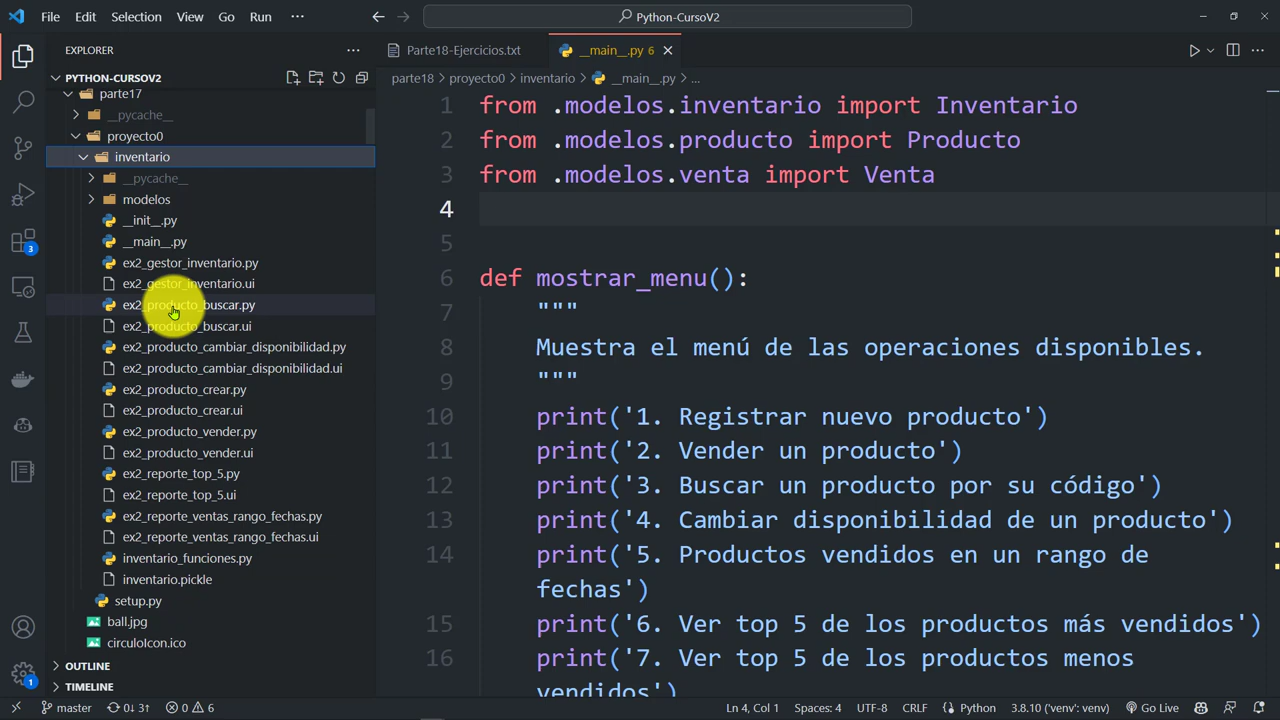 File Edit Selection View Go Run ··· Python-CursoV2
EXPLORER ···
PYTHON-CURSOV2
parte17
__pycache__
proyecto0
inventario
__pycache__
modelos
__init__.py
__main__.py
ex2_gestor_inventario.py
ex2_gestor_inventario.ui
ex2_producto_buscar.py
ex2_producto_buscar.ui
ex2_producto_cambiar_disponibilidad.py
ex2_producto_cambiar_disponibilidad.ui
ex2_producto_crear.py
ex2_producto_crear.ui
ex2_producto_vender.py
ex2_producto_vender.ui
ex2_reporte_top_5.py
ex2_reporte_top_5.ui
ex2_reporte_ventas_rango_fechas.py
ex2_reporte_ventas_rango_fechas.ui
inventario_funciones.py
inventario.pickle
setup.py
ball.jpg
circuloIcon.ico
OUTLINE
TIMELINE
3
1
Parte18-Ejercicios.txt __main__.py 6
parte18 > proyecto0 > inventario > __main__.py > ...
1 from .modelos.inventario import Inventario
2 from .modelos.producto import Producto
3 from .modelos.venta import Venta
4
5
6 def mostrar_menu():
7 """
8 Muestra el menú de las operaciones disponibles.
9 """
10 print('1. Registrar nuevo producto')
11 print('2. Vender un producto')
12 print('3. Buscar un producto por su código')
13 print('4. Cambiar disponibilidad de un producto')
14 print('5. Productos vendidos en un rango de
fechas')
15 print('6. Ver top 5 de los productos más vendidos')
16 print('7. Ver top 5 de los productos menos
vendidos')
master 0↓ 3↑ 0 6 Ln 4, Col 1 Spaces: 4 UTF-8 CRLF Python 3.8.10 ('venv': venv) Go Live